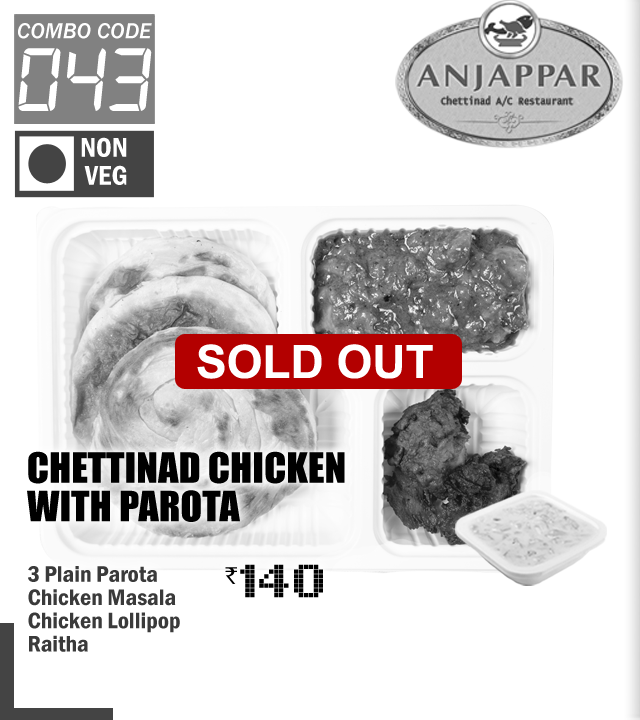 COMBO CODE
043
NON
VEG
ANJAPPAR
Chettinad A/C Restaurant
SOLD OUT
CHETTINAD CHICKEN
WITH PAROTA
3 Plain Parota
Chicken Masala
Chicken Lollipop
Raitha
₹140